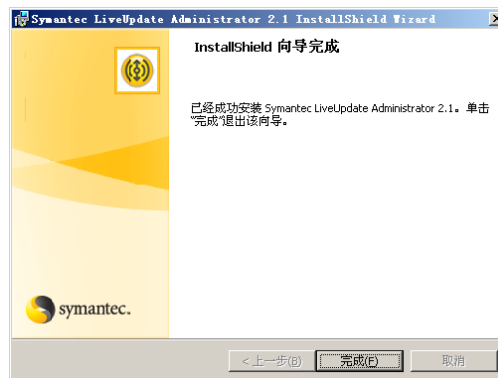 Symantec LiveUpdate Administrator 2.1 InstallShield Wizard
InstallShield 向导完成
已经成功安装 Symantec LiveUpdate Administrator 2.1。单击
“完成”退出该向导。
symantec.
<上一步(B)
完成(F)
取消